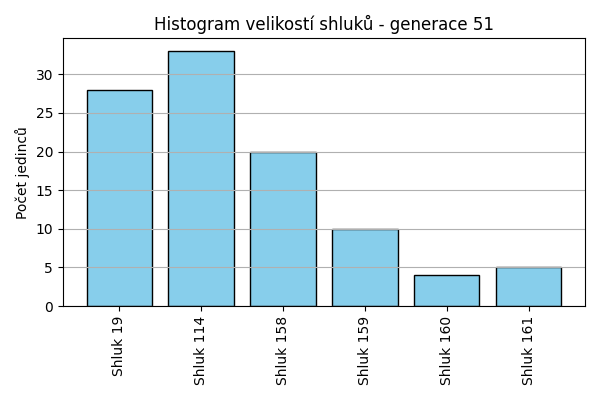 Histogram velikostí shluků - generace 51
Počet jedinců
30
25
20
15
10
5
0
Shluk 19
Shluk 114
Shluk 158
Shluk 159
Shluk 160
Shluk 161